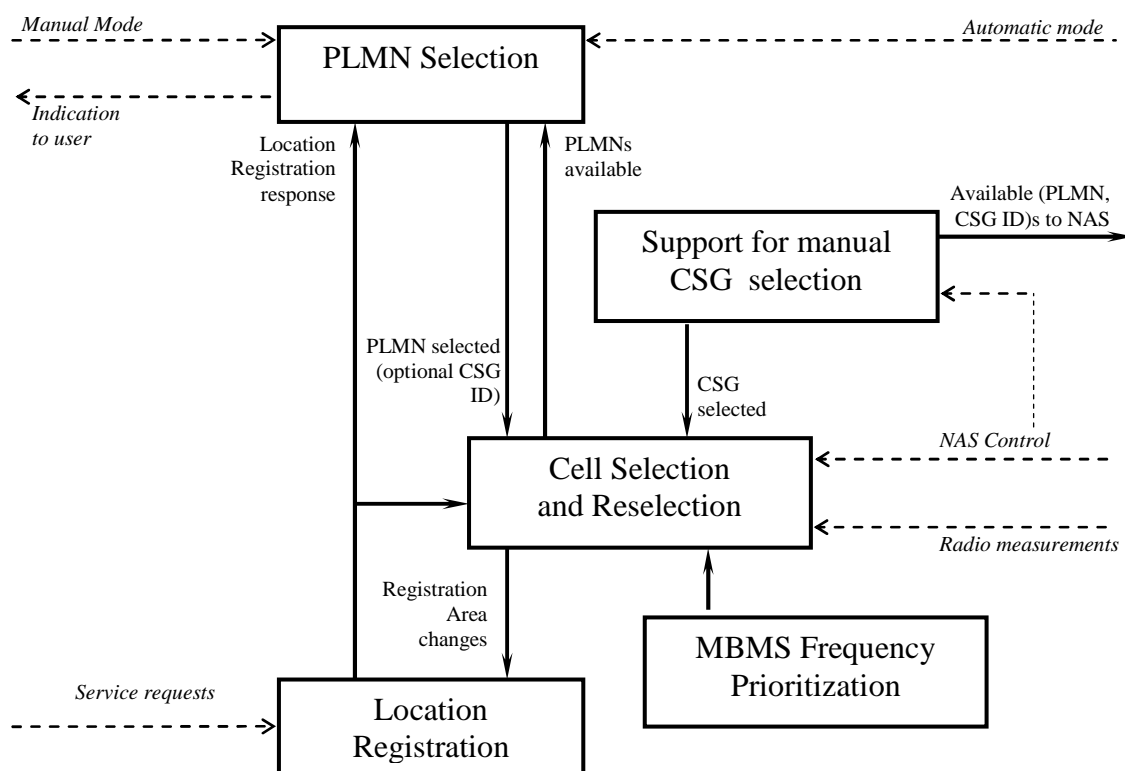 Manual Mode
Automatic mode
PLMN Selection
Indication
to user
Location
Registration
response
PLMNs
available
Available (PLMN,
CSG ID)s to NAS
Support for manual
CSG selection
PLMN selected
(optional CSG
ID)
CSG
selected
NAS Control
Cell Selection
and Reselection
Radio measurements
Registration
Area
changes
MBMS Frequency
Prioritization
Service requests
Location
Registration